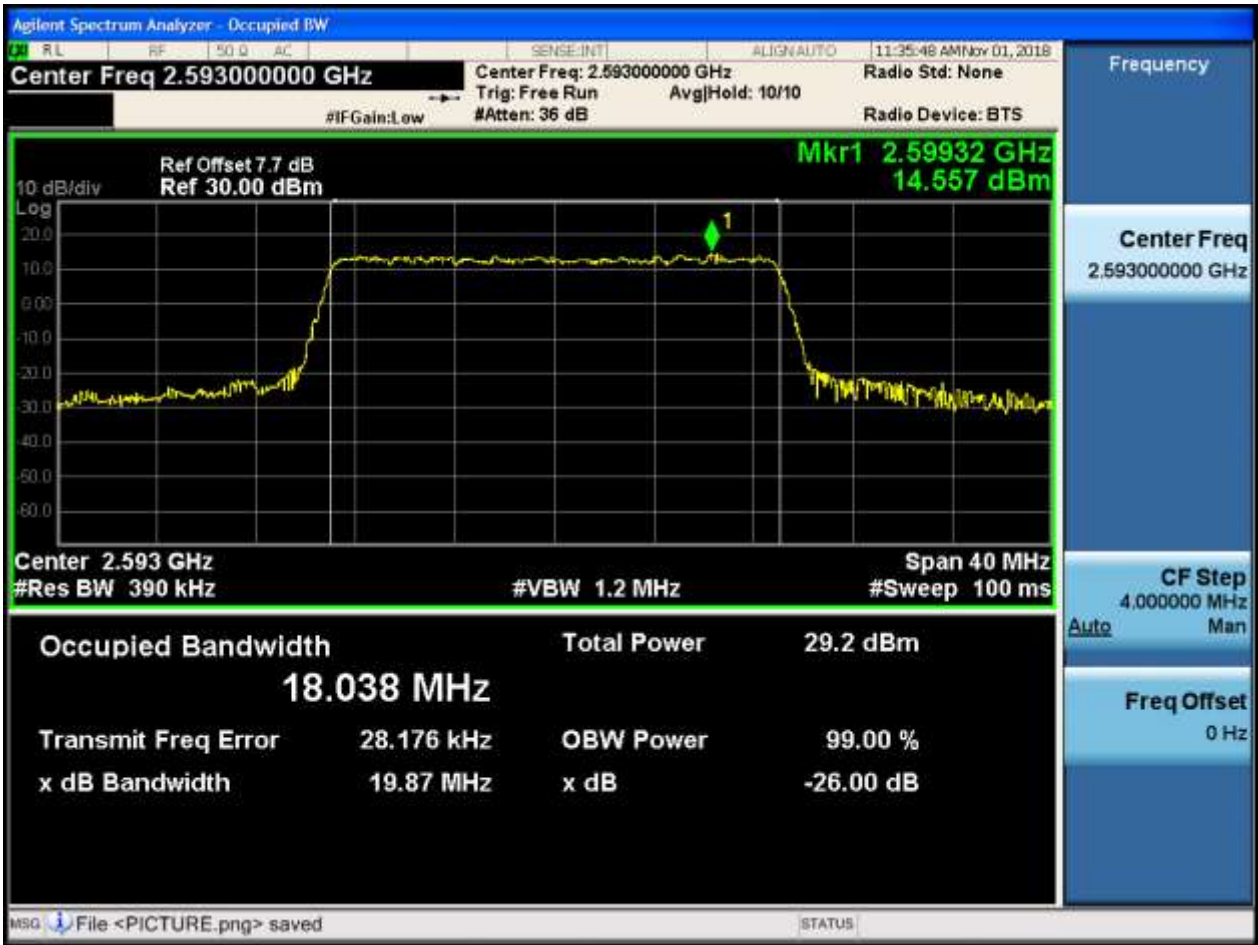 Agilent Spectrum Analyzer - Occupied BW
RL RF 50 Ω AC SENSE:INT ALIGN AUTO 11:35:48 AM Nov 01, 2018
Center Freq 2.593000000 GHz
Center Freq: 2.593000000 GHz
Radio Std: None
Trig: Free Run Avg|Hold: 10/10
#IFGain:Low
#Atten: 36 dB
Radio Device: BTS
Mkr1 2.59932 GHz
14.557 dBm
Ref Offset 7.7 dB
10 dB/div Ref 30.00 dBm
Log
20.0
10.0
0.00
-10.0
-20.0
-30.0
-40.0
-50.0
-60.0
1
Center 2.593 GHz Span 40 MHz
#Res BW 390 kHz #VBW 1.2 MHz #Sweep 100 ms
Occupied Bandwidth Total Power 29.2 dBm
18.038 MHz
Transmit Freq Error 28.176 kHz OBW Power 99.00 %
x dB Bandwidth 19.87 MHz x dB -26.00 dB
MSG File <PICTURE.png> saved STATUS
Frequency
Center Freq
2.593000000 GHz
CF Step
4.000000 MHz
Auto Man
Freq Offset
0 Hz